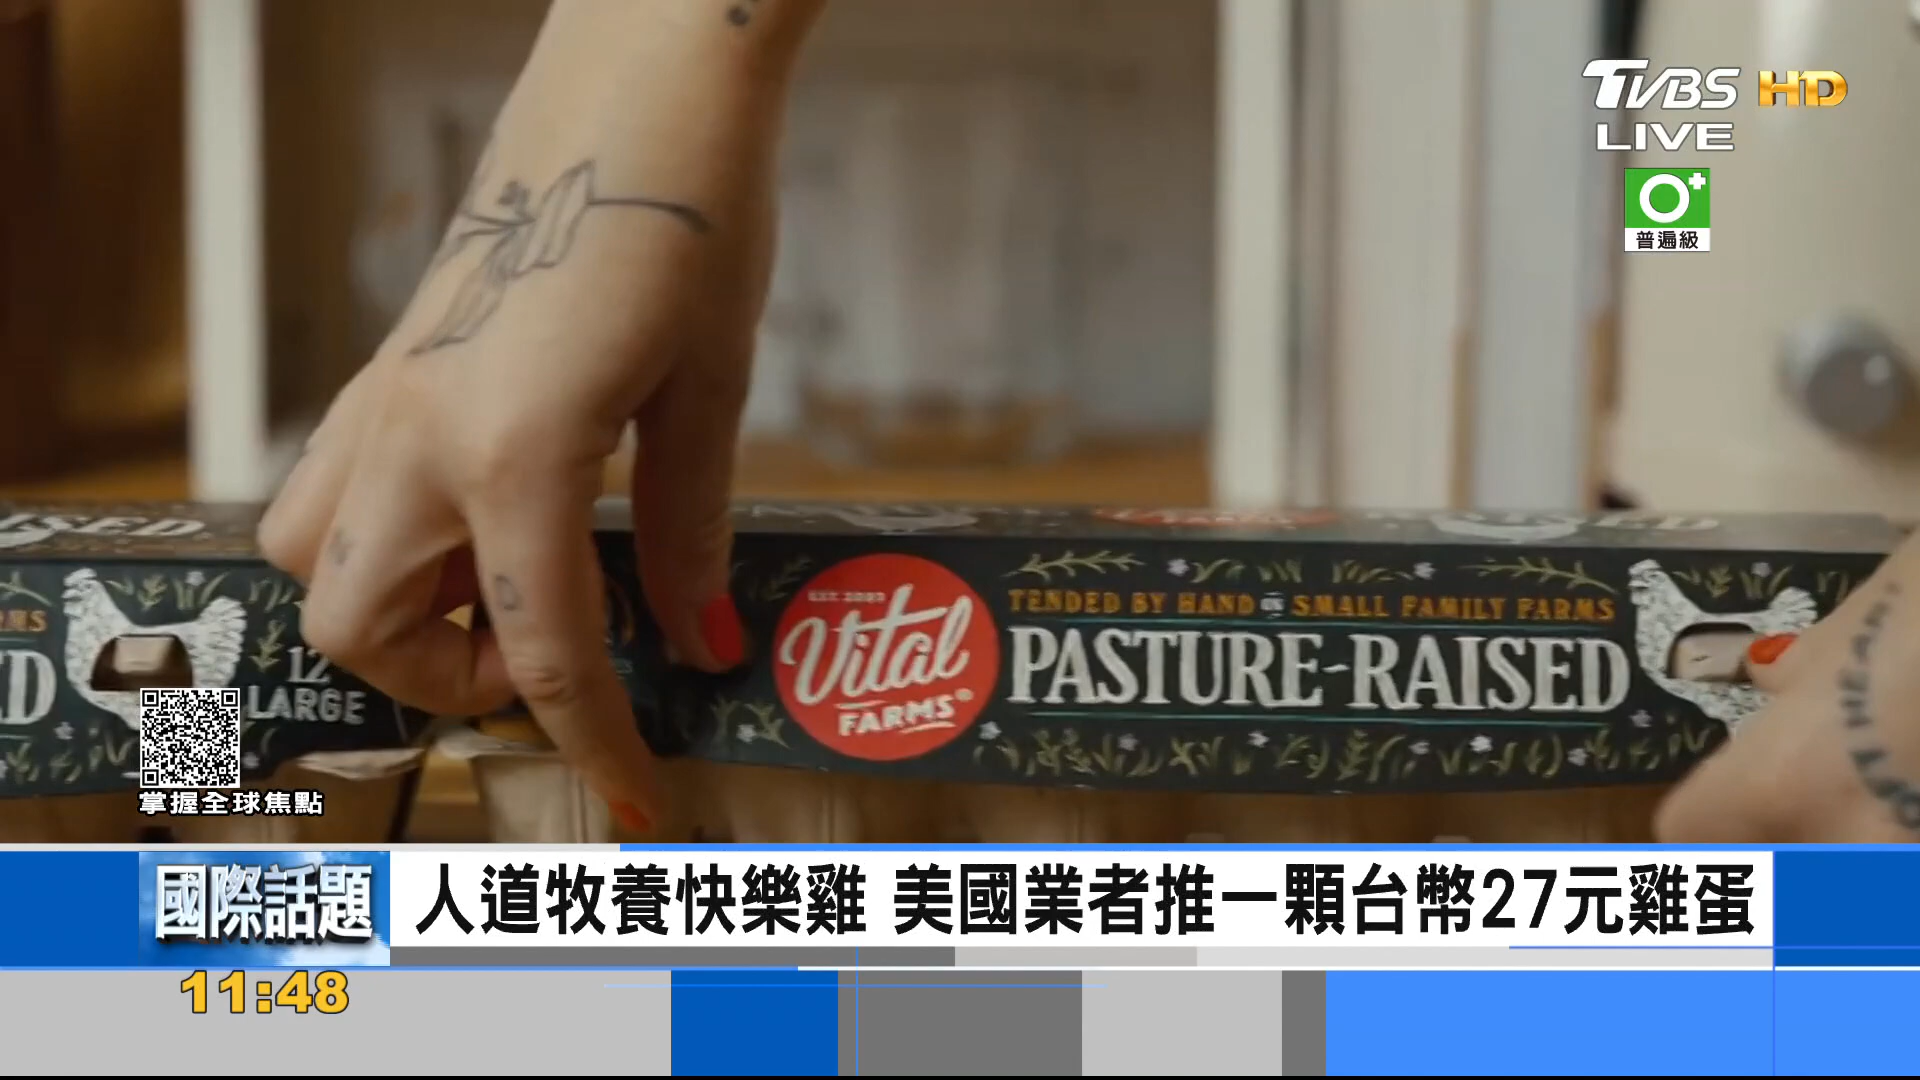 TVBS HD
LIVE
普遍級
RAISED
EST. 2007
Vital
FARMS®
TENDED BY HAND ON SMALL FAMILY FARMS
PASTURE-RAISED
12
LARGE
掌握全球焦點
國際話題
人道牧養快樂雞 美國業者推一顆台幣27元雞蛋
11:48